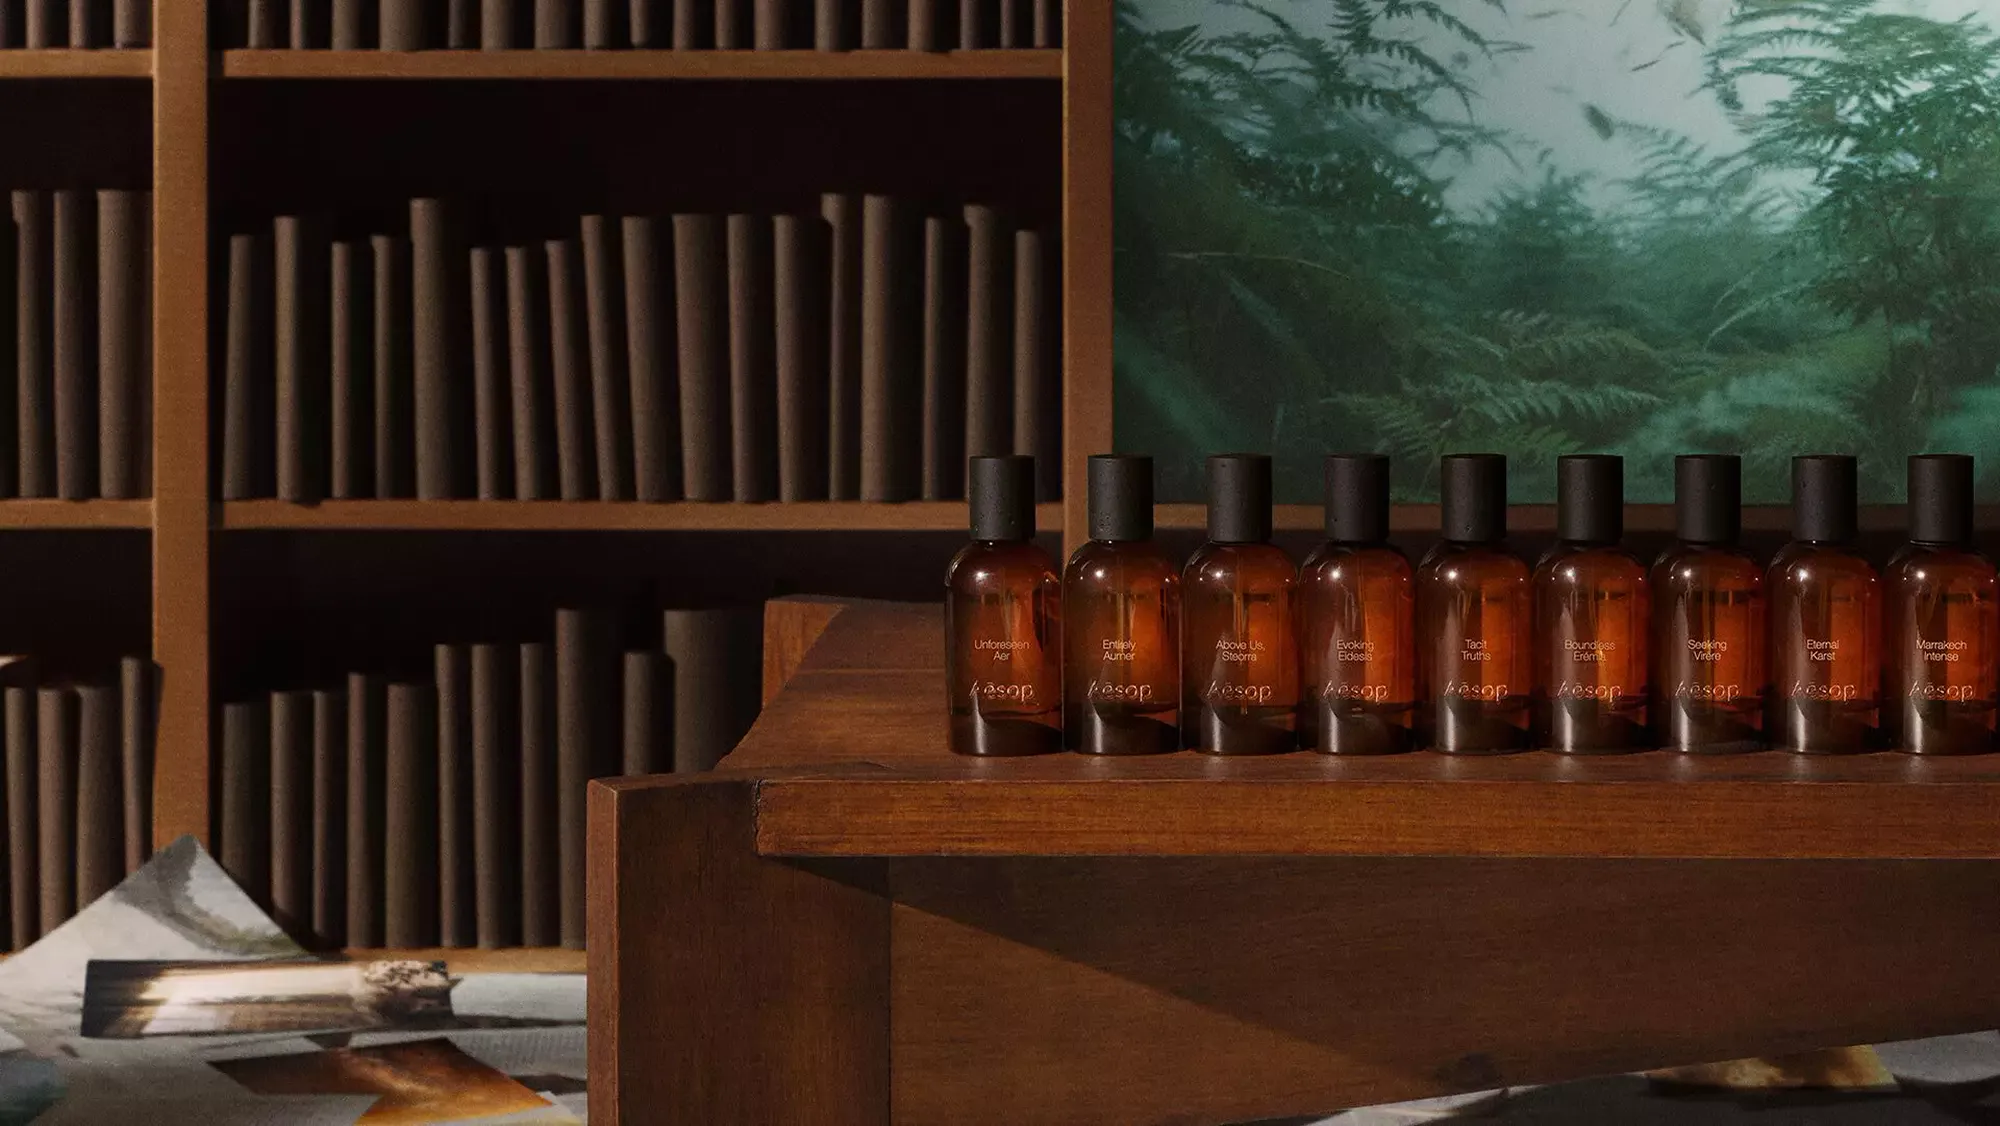 Unforeseen
Aer
Aēsop
Entirely
Aurner
Aēsop
Above Us,
Steorra
Aēsop
Evoking
Eidesis
Aēsop
Tacit
Truths
Aēsop
Boundless
Eréma
Aēsop
Seeking
Virēre
Aēsop
Eternal
Karst
Aēsop
Marrakech
Intense
Aēsop